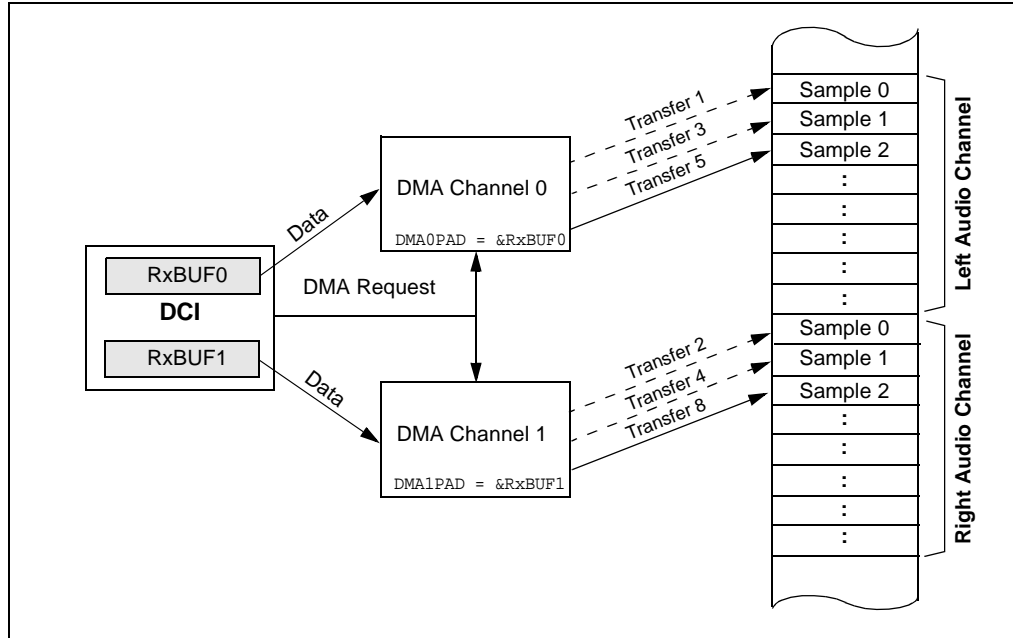 Transfer 1
Transfer 3
Transfer 5
DMA Channel 0
DMA0PAD = &RxBUF0
Data
RxBUF0
DCI
RxBUF1
DMA Request
Data
Transfer 2
Transfer 4
Transfer 8
DMA Channel 1
DMA1PAD = &RxBUF1
Sample 0
Sample 1
Sample 2
:
:
:
:
:
Left Audio Channel
Sample 0
Sample 1
Sample 2
:
:
:
:
:
Right Audio Channel